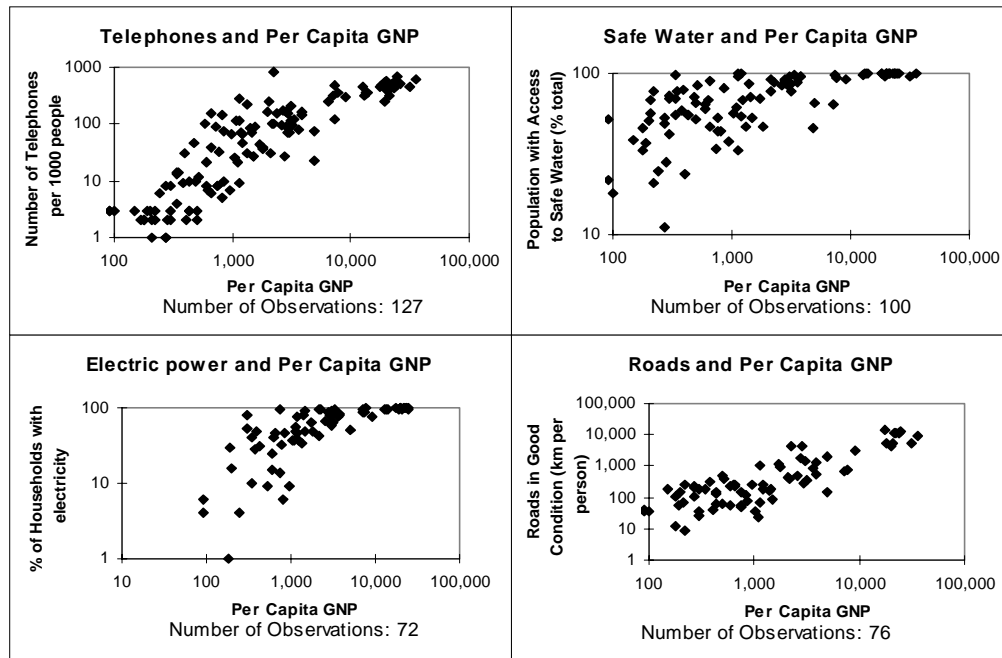 Telephones and Per Capita GNP
Number of Telephones
per 1000 people
1000
100
10
1
100
1,000
10,000
100,000
Per Capita GNP
Number of Observations: 127
Safe Water and Per Capita GNP
Population with Access
to Safe Water (% total)
100
10
100
1,000
10,000
100,000
Per Capita GNP
Number of Observations: 100
Electric power and Per Capita GNP
% of Households with
electricity
100
10
1
10
100
1,000
10,000
100,000
Per Capita GNP
Number of Observations: 72
Roads and Per Capita GNP
Roads in Good
Condition (km per
person)
100,000
10,000
1,000
100
10
1
100
1,000
10,000
100,000
Per Capita GNP
Number of Observations: 76